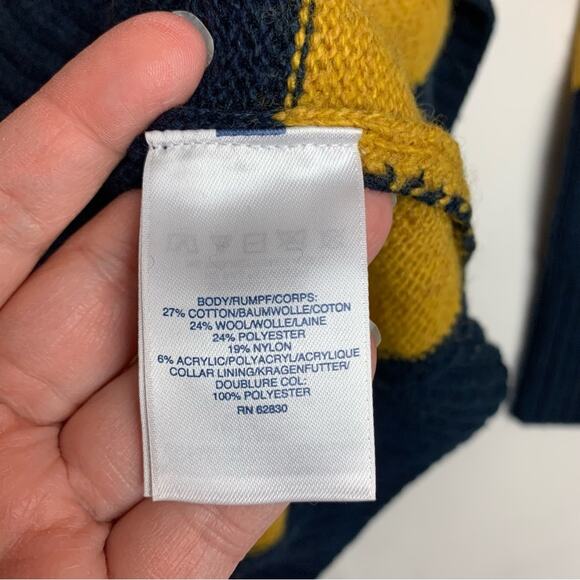 BODY/RUMPF/CORPS:
27% COTTON/BAUMWOLLE/COTON
24% WOOL/WOLLE/LAINE
24% POLYESTER
19% NYLON
6% ACRYLIC/POLYACRYL/ACRYLIQUE
COLLAR LINING/KRAGENFUTTER/
DOUBLURE COL:
100% POLYESTER
RN 62830